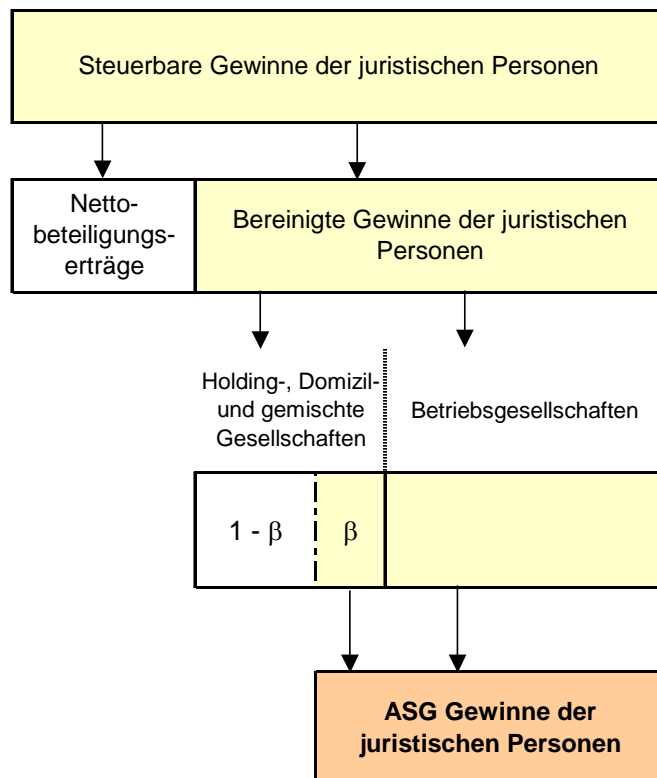 Steuerbare Gewinne der juristischen Personen
Netto-
beteiligungs-
erträge
Bereinigte Gewinne der juristischen
Personen
Holding-, Domizil-
und gemischte
Gesellschaften
Betriebsgesellschaften
1 - β
β
ASG Gewinne der
juristischen Personen